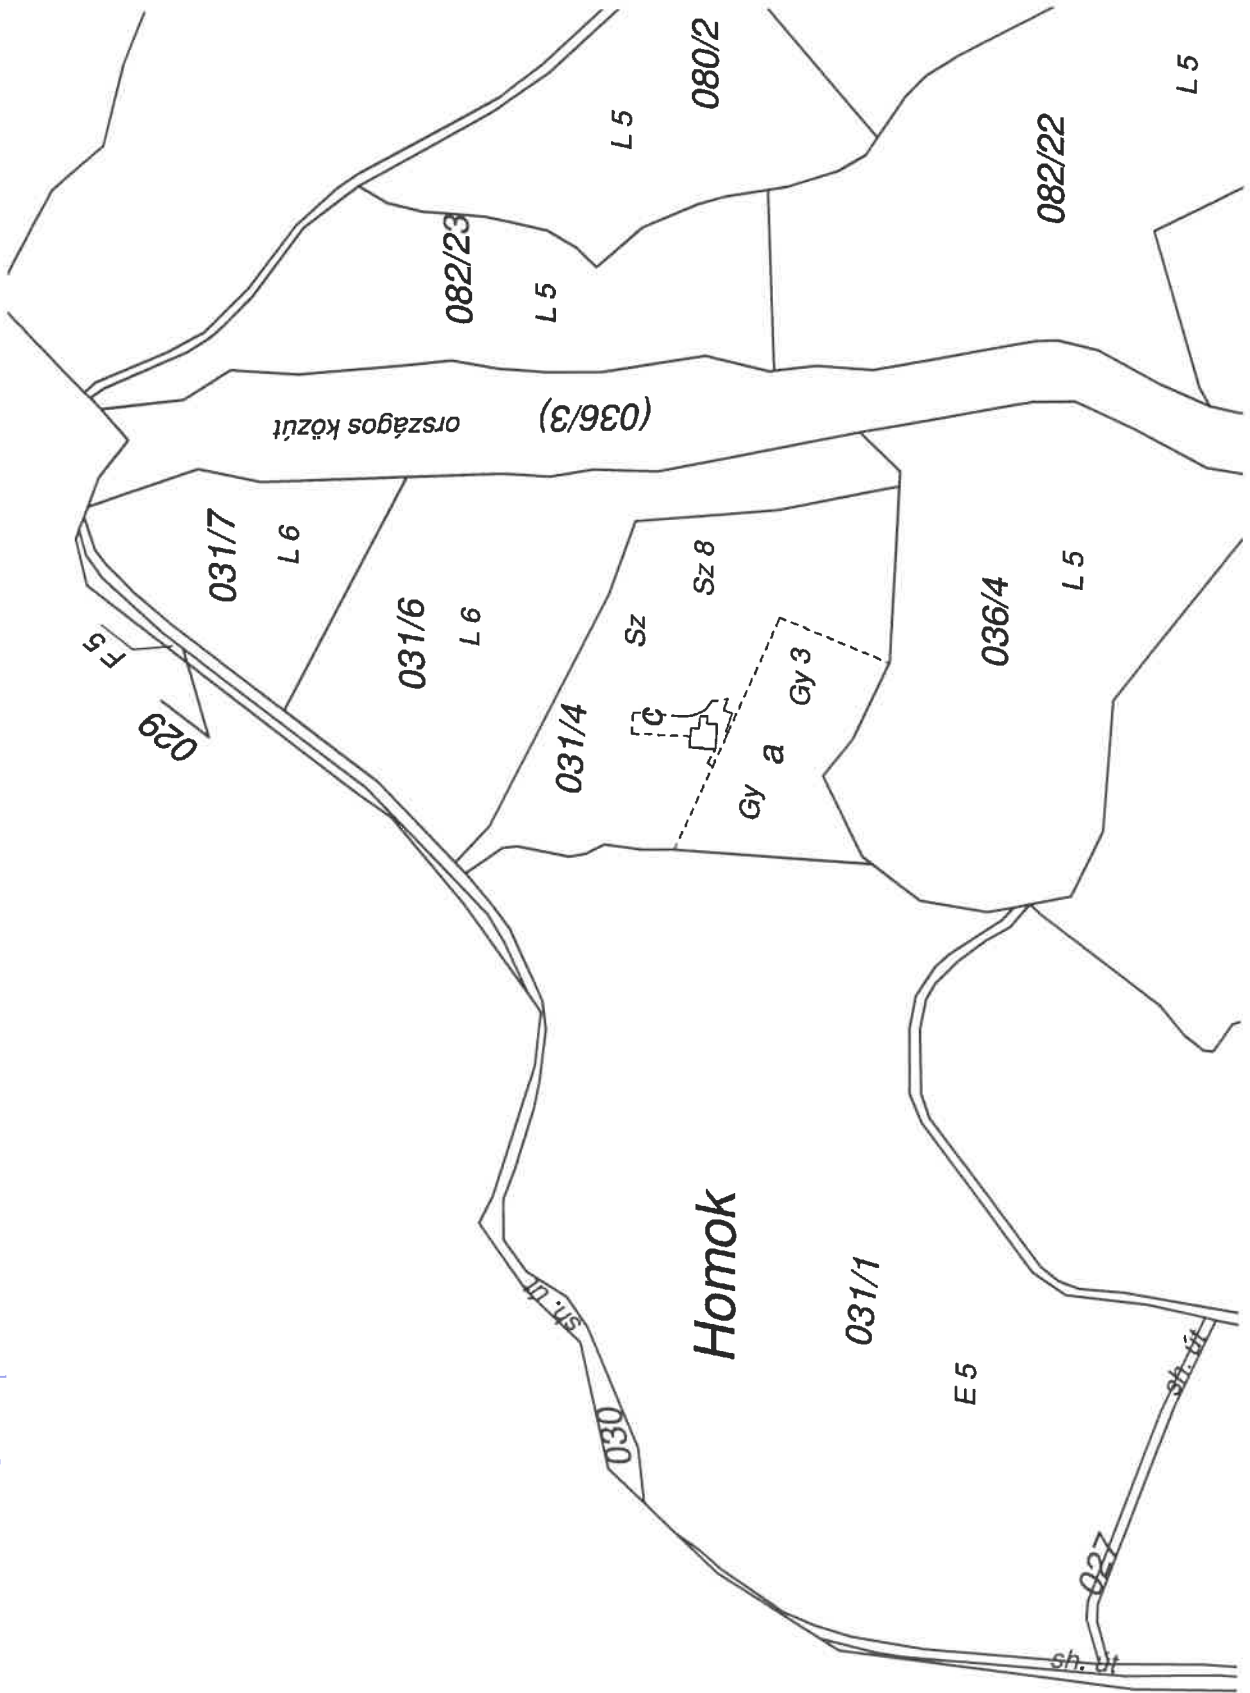 080/2
L 5
L 5
082/22
082/23
L 5
országos közút
(036/3)
031/7
L 6
F 5
029
031/6
L 6
Sz
Sz 8
031/4
c
Gy 3
Gy
a
036/4
L 5
Homok
031/1
E 5
sh. út
030
sh. út
027
sh. út